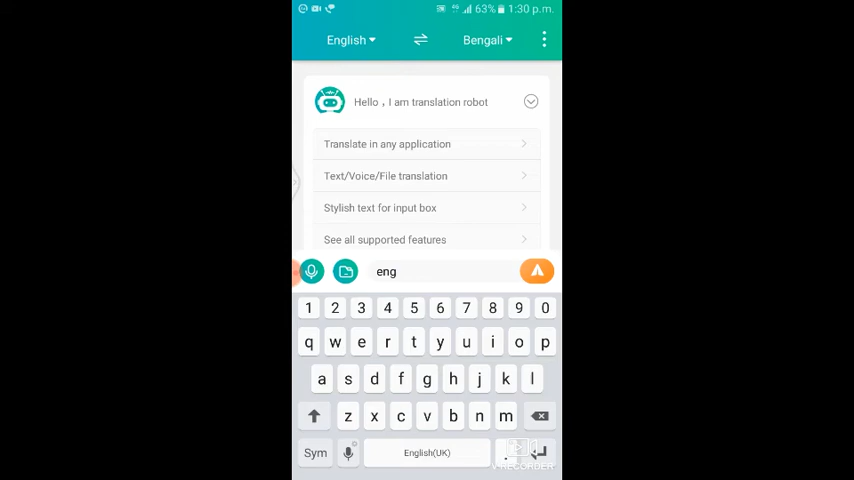 63% 1:30 p.m.
English Bengali
Hello , I am translation robot
Translate in any application
Text/Voice/File translation
Stylish text for input box
See all supported features
eng
1 2 3 4 5 6 7 8 9 0
q w e r t y u i o p
a s d f g h j k l
z x c v b n m
Sym English(UK) .
V RECORDER